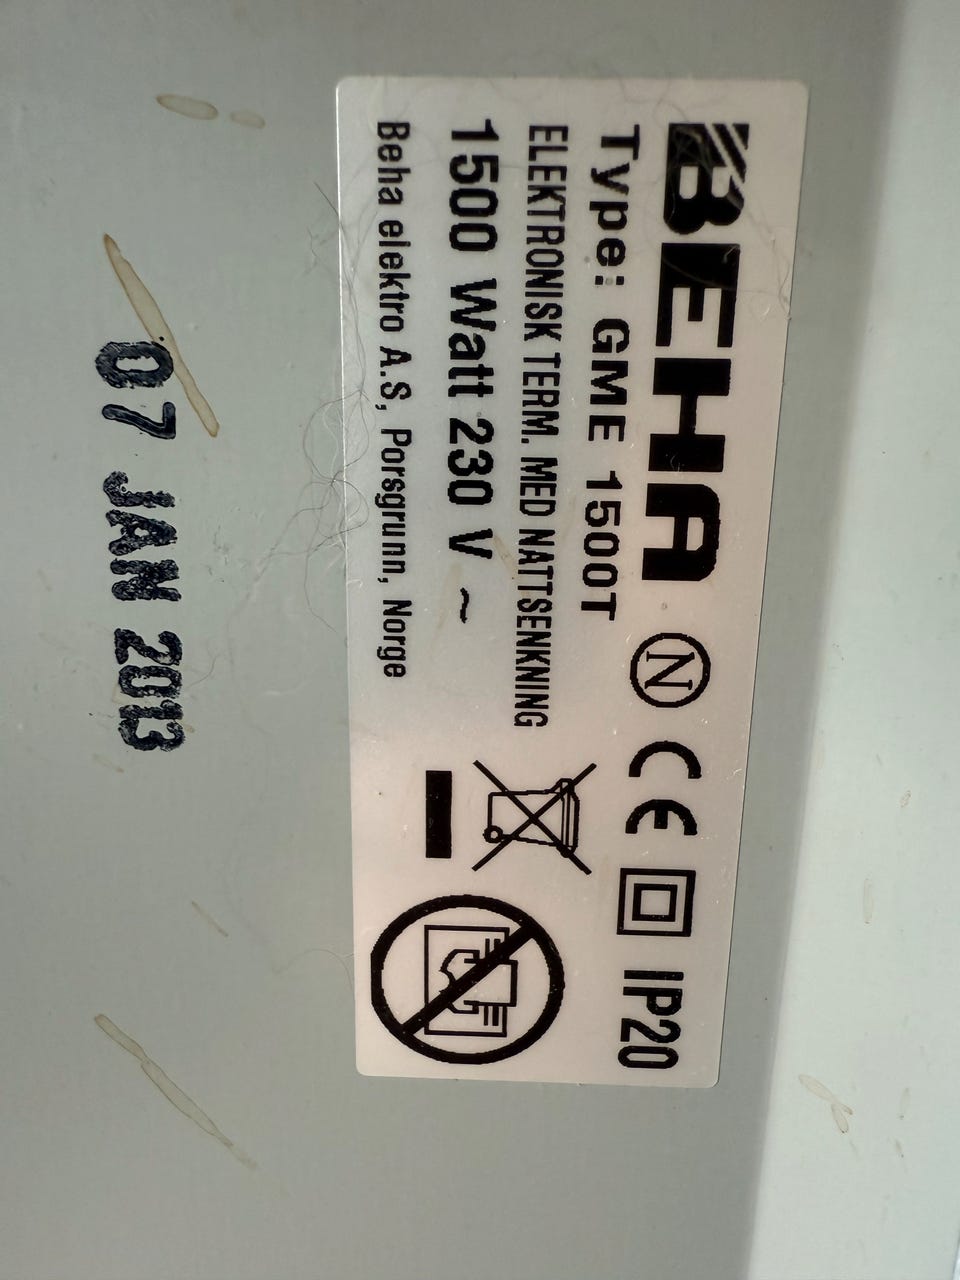 BEHA N CE IP20
Type: GME 1500T
ELEKTRONISK TERM. MED NATTSENKNING
1500 Watt 230 V ~
Beha elektro A.S, Porsgrunn, Norge
07 JAN 2013